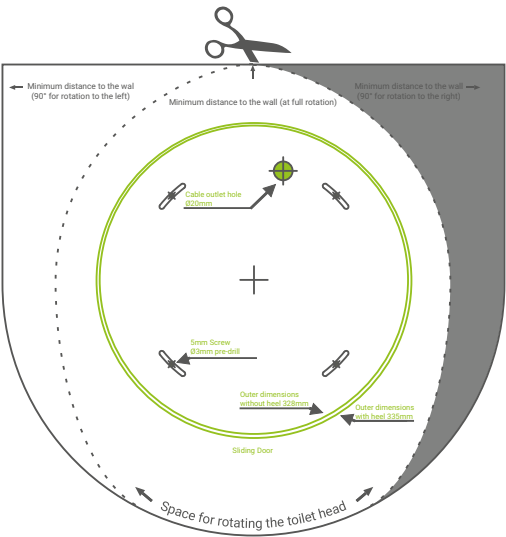 Minimum distance to the wal
(90° for rotation to the left)
Minimum distance to the wall
(90° for rotation to the right)
Minimum distance to the wall (at full rotation)
Cable outlet hole
Ø20mm
5mm Screw
Ø3mm pre-drill
Outer dimensions
without heel 328mm
Outer dimensions
with heel 335mm
Sliding Door
Space for rotating the toilet head